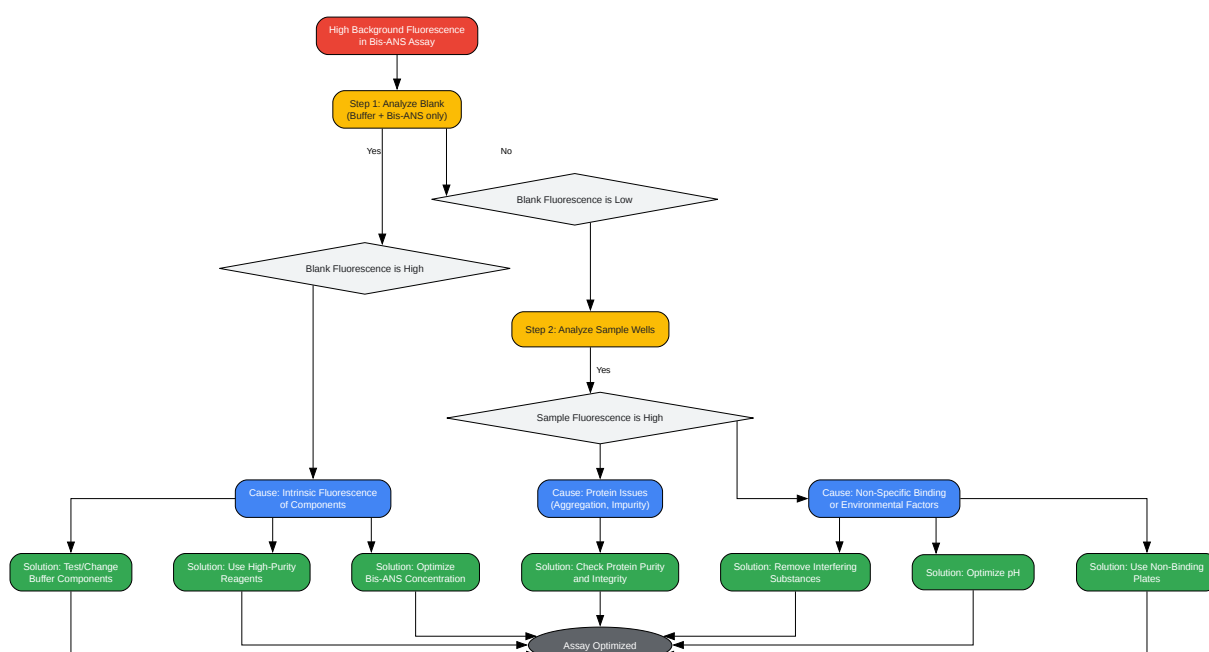 High Background Fluorescence
in Bis-ANS Assay
Step 1: Analyze Blank
(Buffer + Bis-ANS only)
Yes
No
Blank Fluorescence is Low
Blank Fluorescence is High
Step 2: Analyze Sample Wells
Yes
Sample Fluorescence is High
Cause: Intrinsic Fluorescence
of Components
Cause: Protein Issues
(Aggregation, Impurity)
Cause: Non-Specific Binding
or Environmental Factors
Solution: Test/Change
Buffer Components
Solution: Use High-Purity
Reagents
Solution: Optimize
Bis-ANS Concentration
Solution: Check Protein Purity
and Integrity
Solution: Remove Interfering
Substances
Solution: Optimize pH
Solution: Use Non-Binding
Plates
Assay Optimized